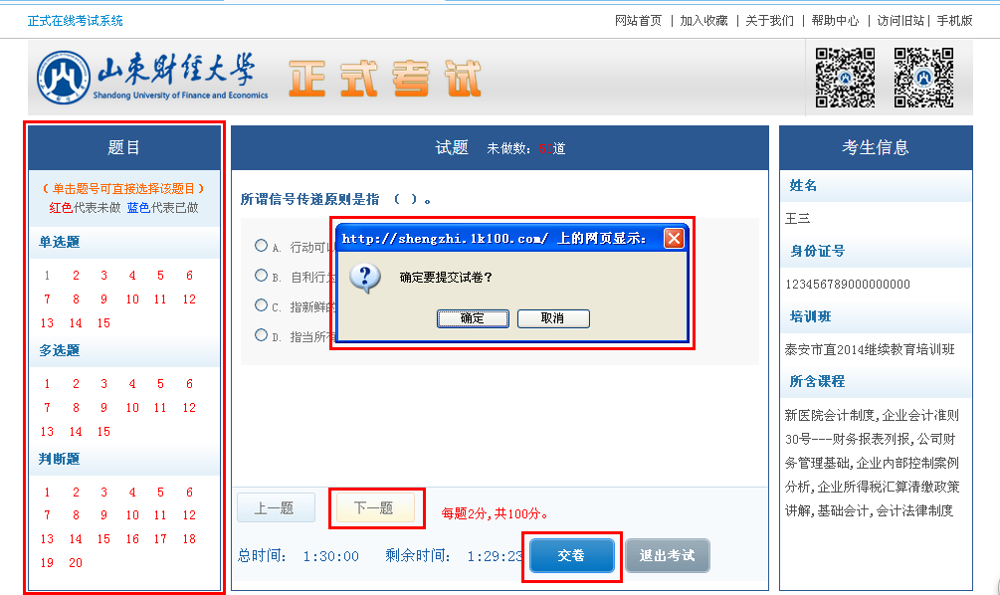 正式在线考试系统
网站首页 | 加入收藏 | 关于我们 | 帮助中心 | 访问旧站 | 手机版
山东财经大学
Shandong University of Finance and Economics
正式考试
题目
( 单击题号可直接选择该题目 )
红色代表未做 蓝色代表已做
单选题
1 2 3 4 5 6
7 8 9 10 11 12
13 14 15
多选题
1 2 3 4 5 6
7 8 9 10 11 12
13 14 15
判断题
1 2 3 4 5 6
7 8 9 10 11 12
13 14 15 16 17 18
19 20
试题 未做数: 道
所谓信号传递原则是指 （ ）。
A. 行动可
B. 自利行
C. 指新鲜
D. 指当所
http://shengzhi.1k100.com/ 上的网页显示:
确定要提交试卷?
确定 取消
上一题 下一题 每题2分,共100分。
总时间: 1:30:00 剩余时间: 1:29:23 交卷 退出考试
考生信息
姓名
王三
身份证号
123456789000000000
培训班
泰安市直2014继续教育培训班
所含课程
新医院会计制度,企业会计准则
30号---财务报表列报,公司财
务管理基础,企业内部控制案例
分析,企业所得税汇算清缴政策
讲解,基础会计,会计法律制度